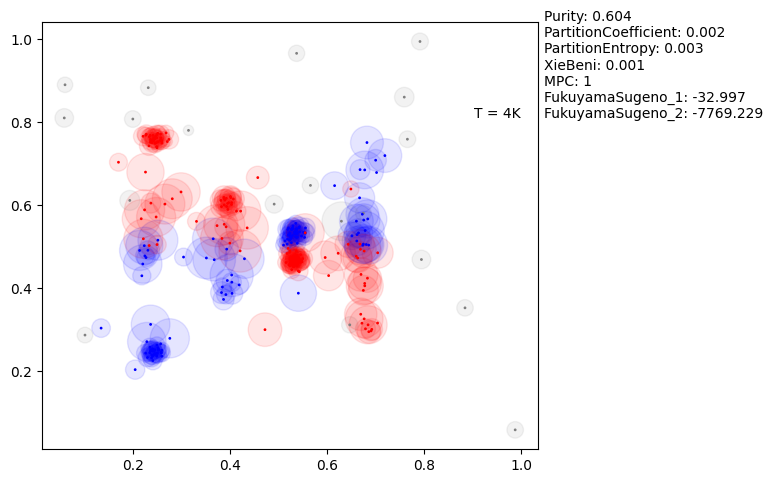 Purity: 0.604
PartitionCoefficient: 0.002
PartitionEntropy: 0.003
XieBeni: 0.001
MPC: 1
FukuyamaSugeno_1: -32.997
FukuyamaSugeno_2: -7769.229
T = 4K
1.0
0.8
0.6
0.4
0.2
0.2 0.4 0.6 0.8 1.0